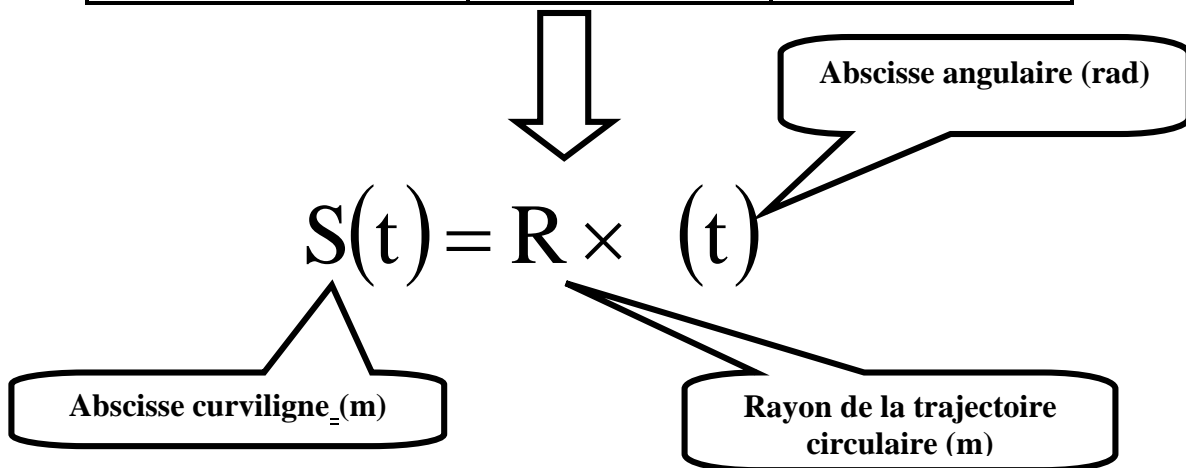 Abscisse angulaire (rad)
S(t) = R × (t)
Abscisse curviligne (m)
Rayon de la trajectoire
circulaire (m)